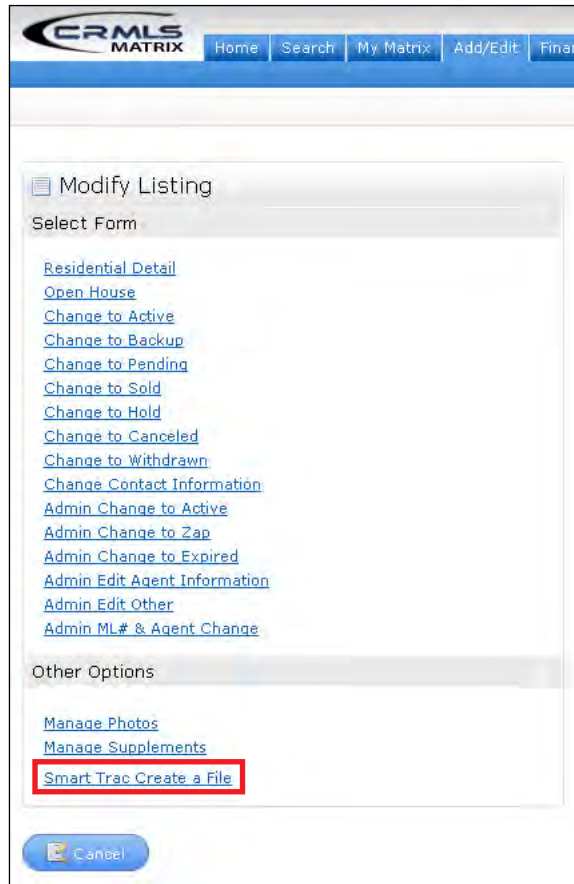 CRMLS
MATRIX
Home Search My Matrix Add/Edit Finan
Modify Listing
Select Form
Residential Detail
Open House
Change to Active
Change to Backup
Change to Pending
Change to Sold
Change to Hold
Change to Canceled
Change to Withdrawn
Change Contact Information
Admin Change to Active
Admin Change to Zap
Admin Change to Expired
Admin Edit Agent Information
Admin Edit Other
Admin ML# & Agent Change
Other Options
Manage Photos
Manage Supplements
Smart Trac Create a File
Cancel